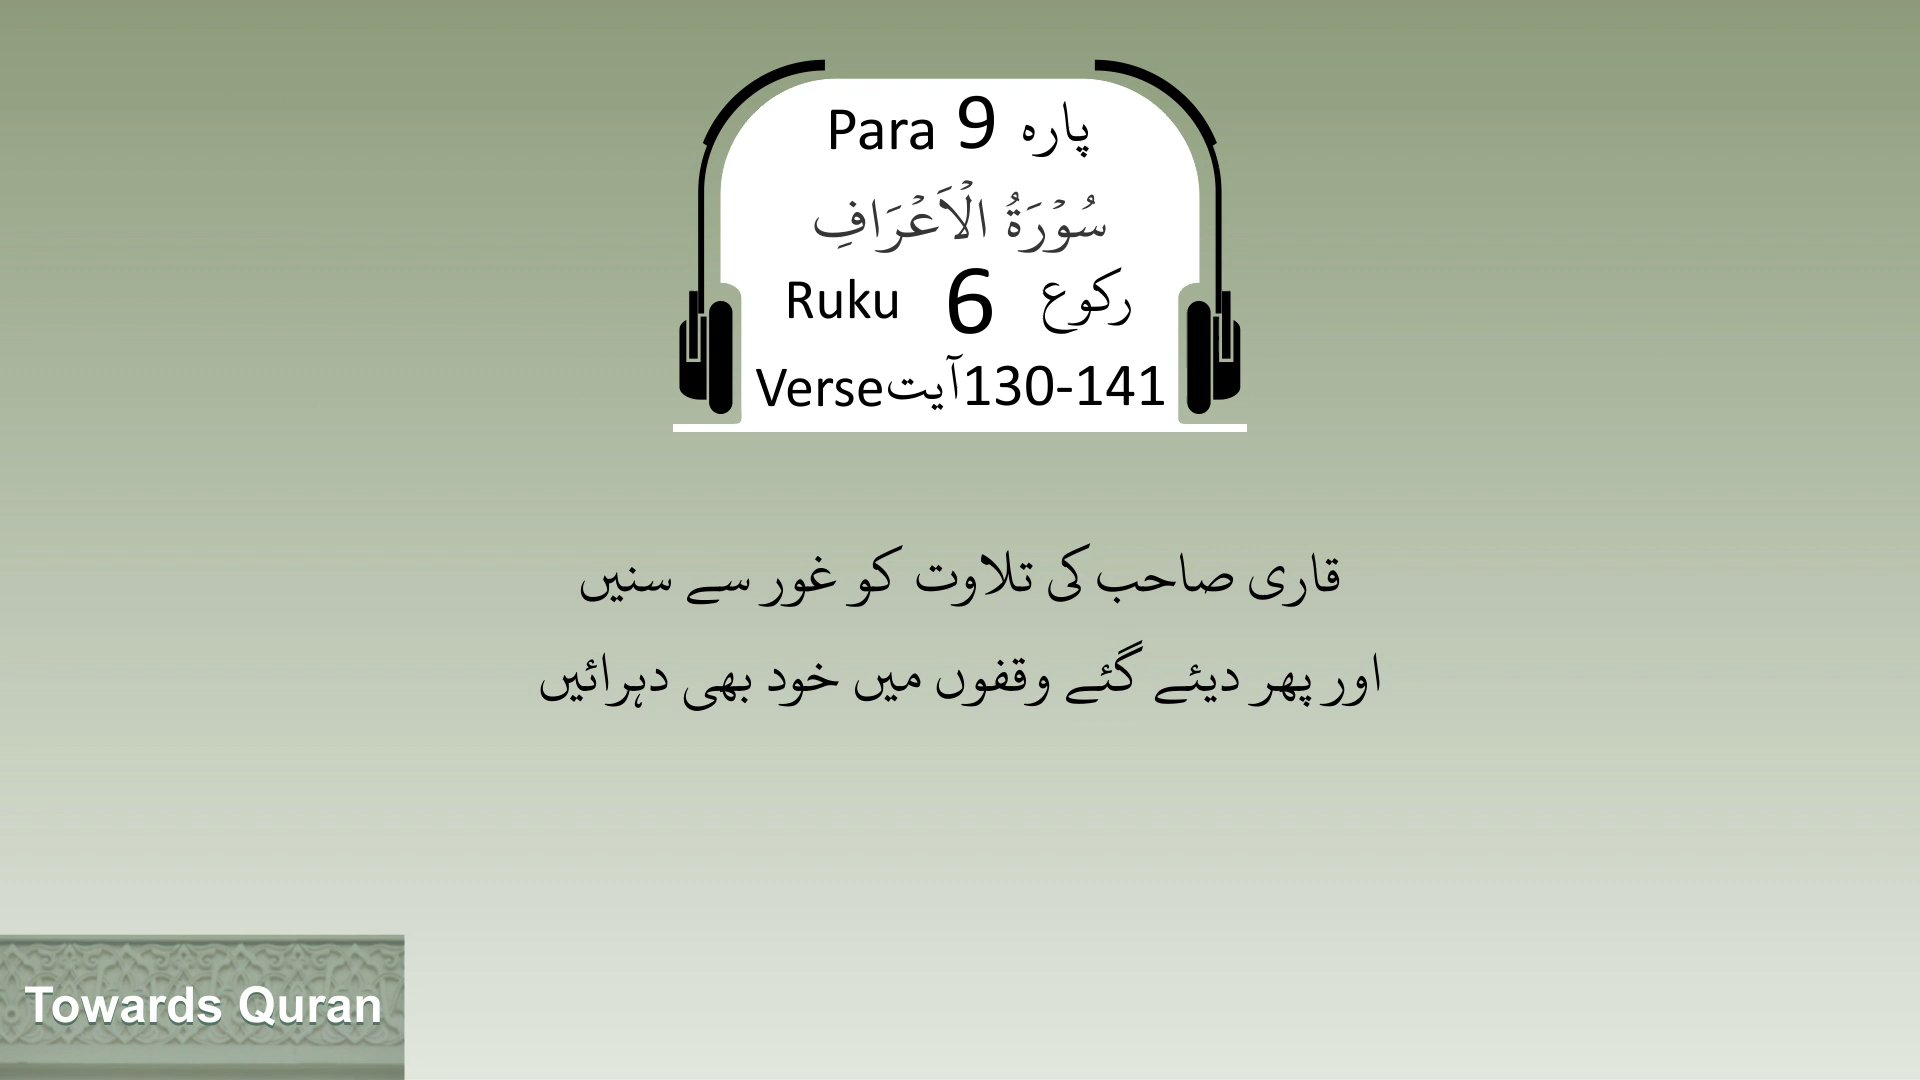 Para 9 پارہ
سُوۡرَۃُ الۡاَعۡرَافِ
Ruku 6 رکوع
Verse آیت 130-141
قاری صاحب کی تلاوت کو غور سے سنیں
اور پھر دیئے گئے وقفوں میں خود بھی دہرائیں
Towards Quran